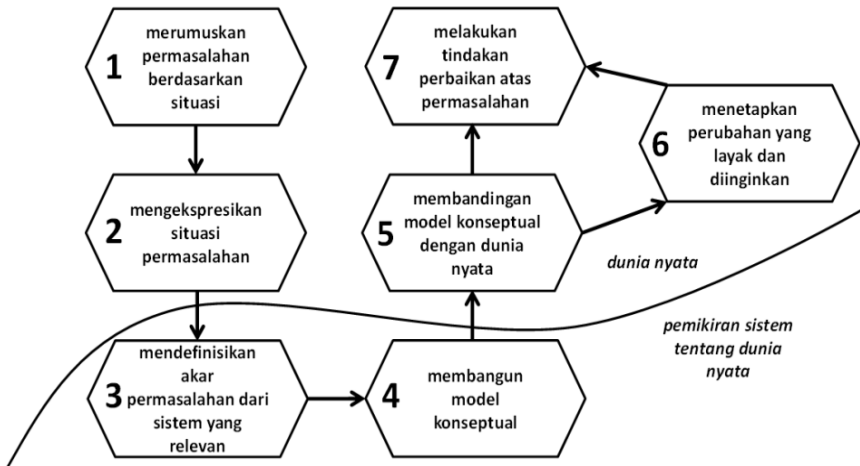 1
merumuskan
permasalahan
berdasarkan
situasi
2
mengekspresikan
situasi
permasalahan
3
mendefinisikan
akar
permasalahan dari
sistem yang
relevan
4
membangun
model
konseptual
5
membandingan
model konseptual
dengan dunia
nyata
6
menetapkan
perubahan yang
layak dan
diinginkan
7
melakukan
tindakan
perbaikan atas
permasalahan
dunia nyata
pemikiran sistem
tentang dunia
nyata